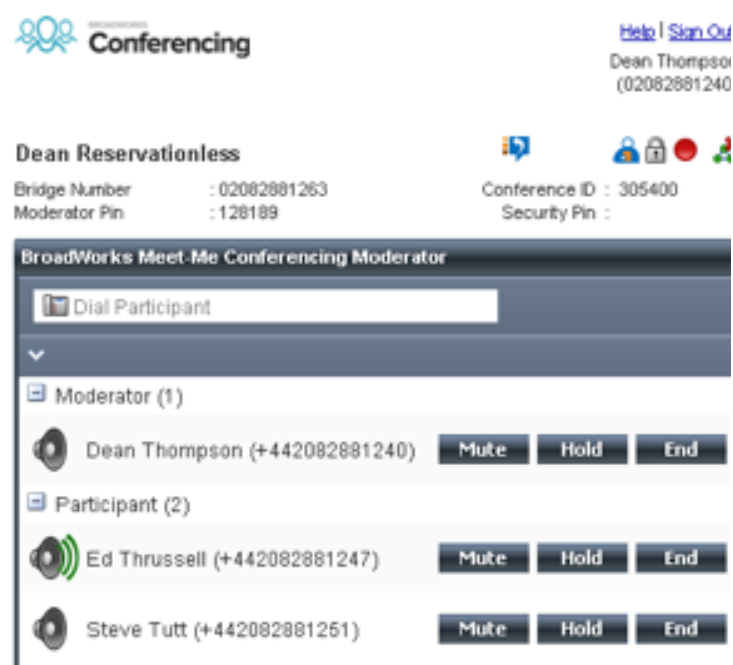 BROADWORKS
Conferencing
Help | Sign Out
Dean Thompson
(02082881240
Dean Reservationless
Bridge Number : 02082881263 Conference ID : 305400
Moderator Pin : 128189 Security Pin :
BroadWorks Meet-Me Conferencing Moderator
Dial Participant
Moderator (1)
Dean Thompson (+442082881240) Mute Hold End
Participant (2)
Ed Thrussell (+442082881247) Mute Hold End
Steve Tutt (+442082881251) Mute Hold End